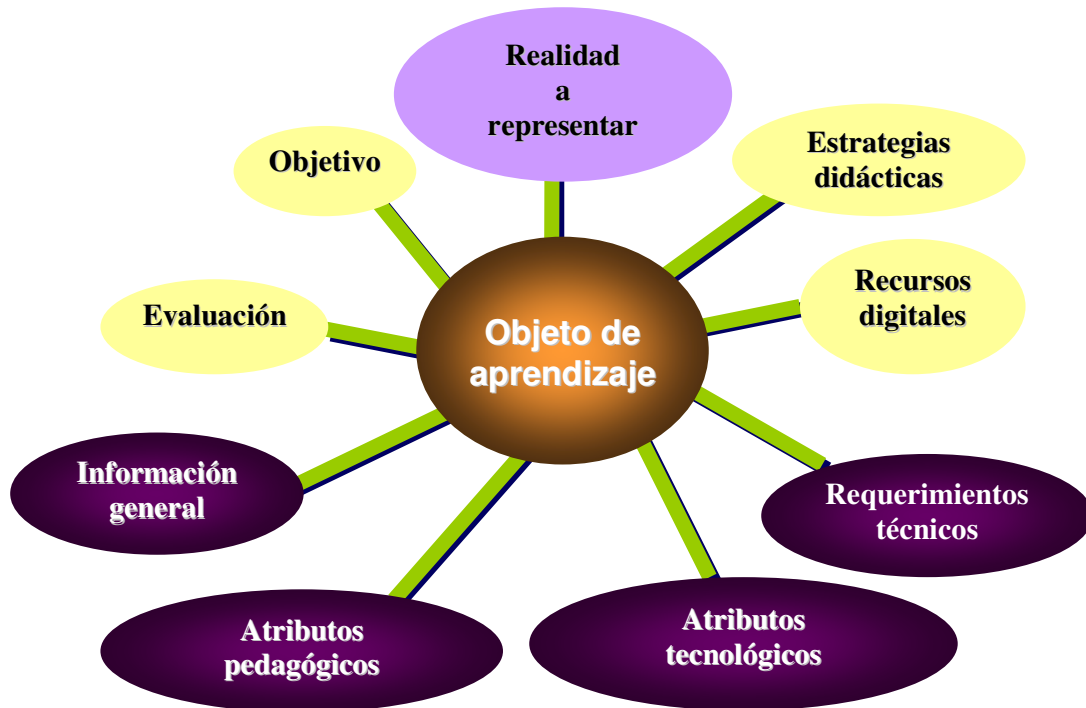 Realidad
a
representar
Objetivo
Estrategias
didácticas
Evaluación
Recursos
digitales
Objeto de
aprendizaje
Información
general
Requerimientos
técnicos
Atributos
pedagógicos
Atributos
tecnológicos